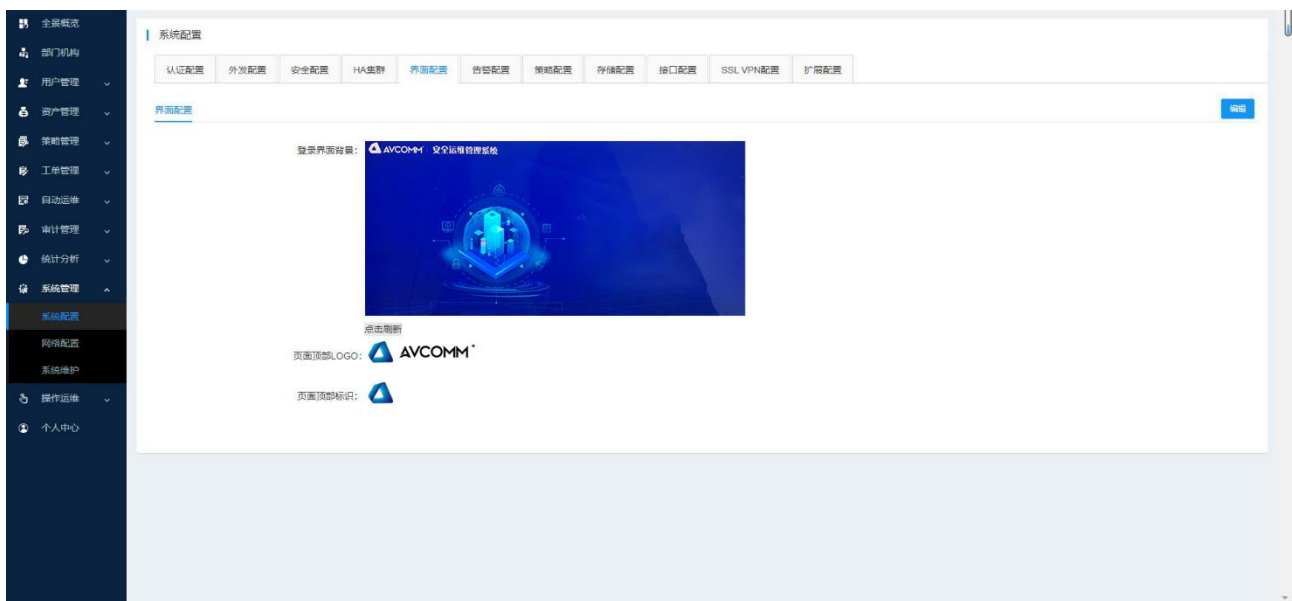 全景概览
部门机构
用户管理
资产管理
策略管理
工单管理
自动运维
审计管理
统计分析
系统管理
系统配置
网络配置
系统维护
操作运维
个人中心
系统配置
认证配置 外发配置 安全配置 HA集群 界面配置 告警配置 策略配置 存储配置 接口配置 SSL VPN配置 扩展配置
界面配置 编辑
登录界面背景: AVCOMM 安全运维管理系统
点击刷新
页面顶部LOGO: AVCOMM
页面顶部标识: